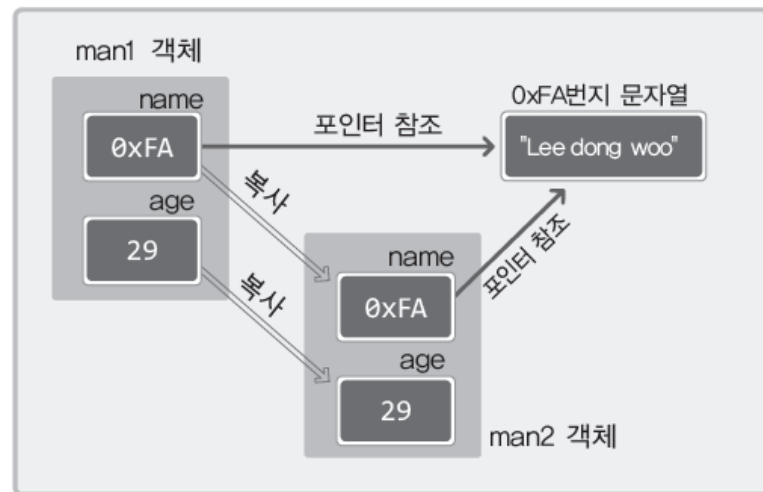 man1 객체
name
0xFA
age
29
포인터 참조
0xFA번지 문자열
"Lee dong woo"
복사
복사
포인터 참조
name
0xFA
age
29
man2 객체